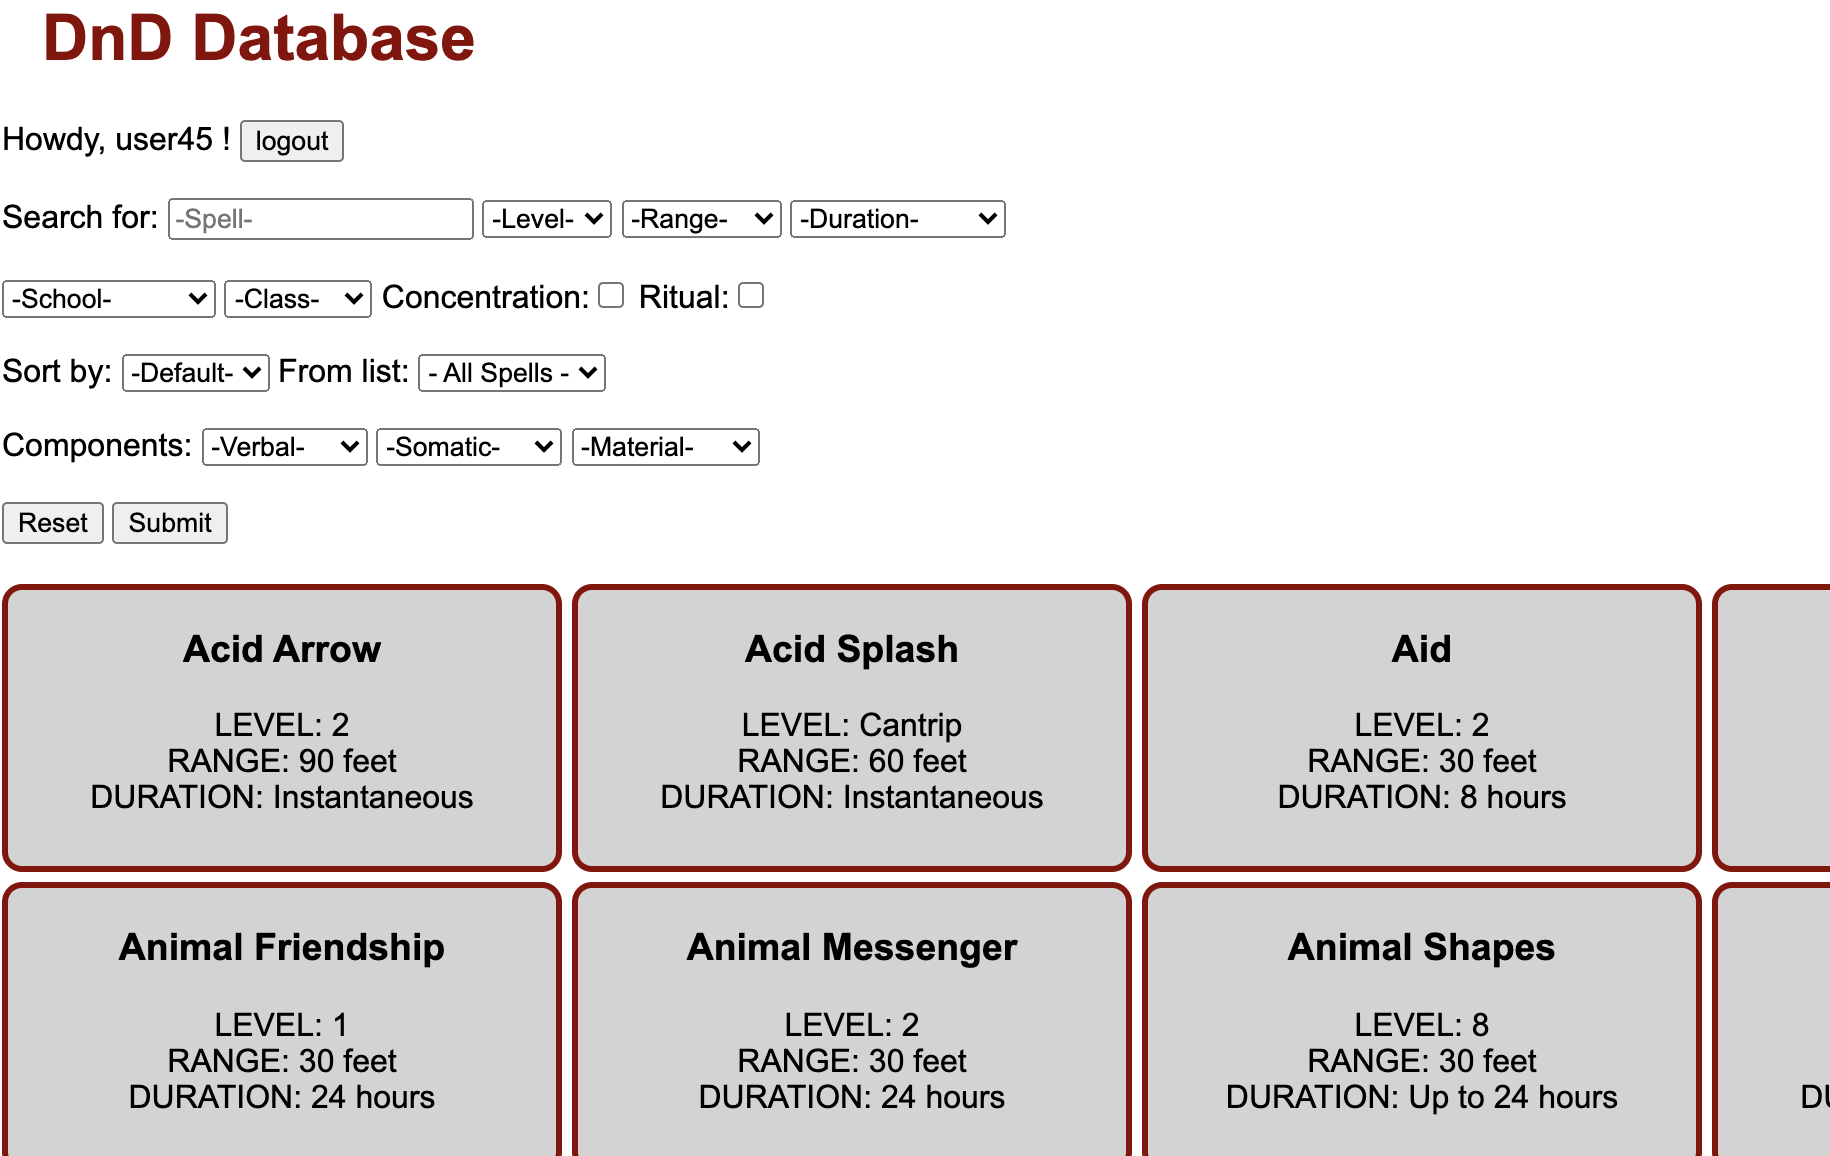 DnD Database
Howdy, user45 ! logout
Search for: -Spell- -Level- -Range- -Duration-
-School- -Class- Concentration: Ritual:
Sort by: -Default- From list: - All Spells -
Components: -Verbal- -Somatic- -Material-
Reset Submit
Acid Arrow
LEVEL: 2
RANGE: 90 feet
DURATION: Instantaneous
Acid Splash
LEVEL: Cantrip
RANGE: 60 feet
DURATION: Instantaneous
Aid
LEVEL: 2
RANGE: 30 feet
DURATION: 8 hours
Animal Friendship
LEVEL: 1
RANGE: 30 feet
DURATION: 24 hours
Animal Messenger
LEVEL: 2
RANGE: 30 feet
DURATION: 24 hours
Animal Shapes
LEVEL: 8
RANGE: 30 feet
DURATION: Up to 24 hours